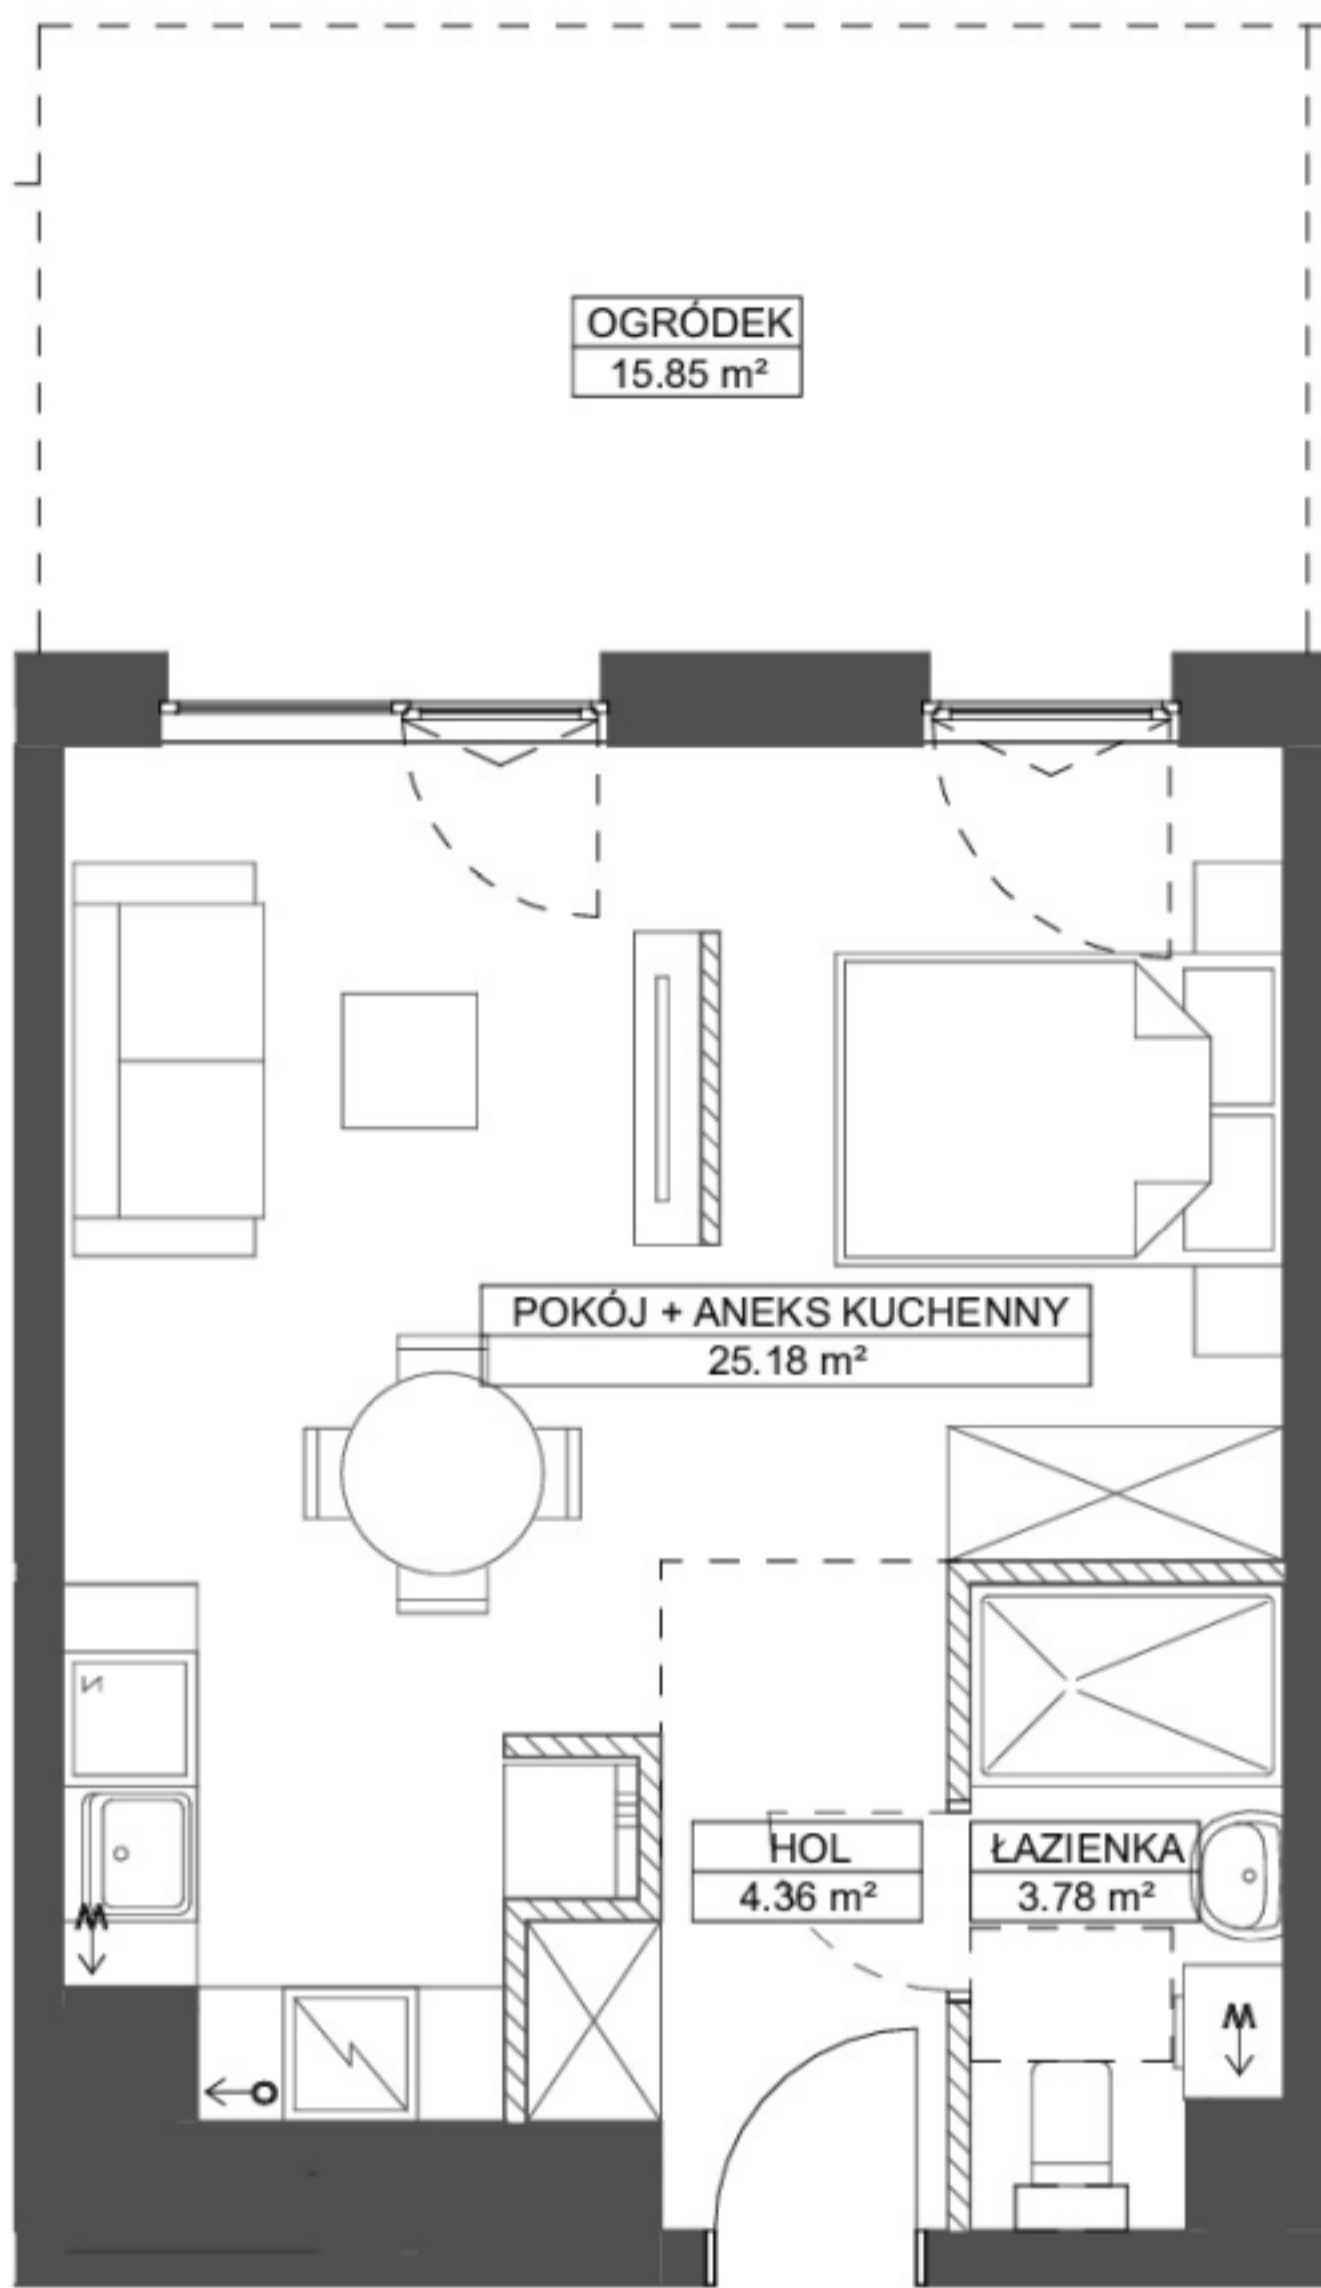 OGRÓDEK
15.85 m²
POKÓJ + ANEKS KUCHENNY
25.18 m²
HOL
4.36 m²
ŁAZIENKA
3.78 m²
W
W
O